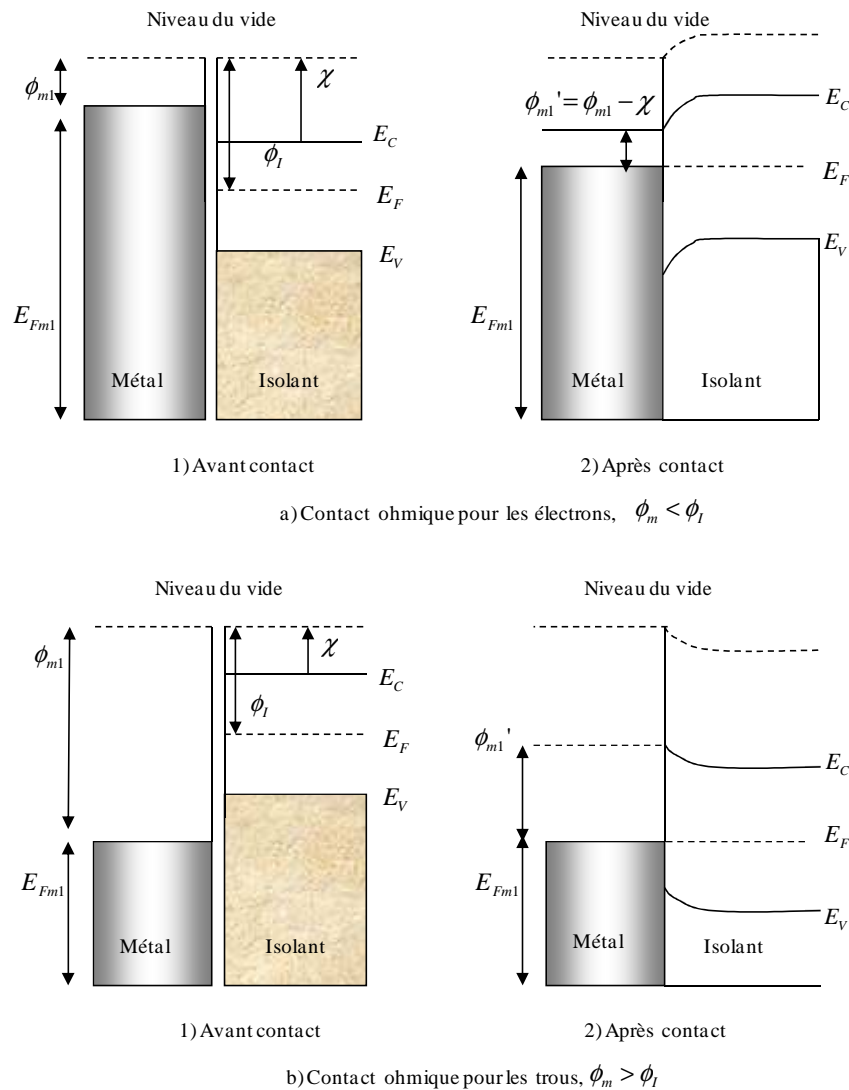 Niveau du vide
Niveau du vide
ϕm1
χ
ϕI
EC
EF
EV
EFm1
Métal
Isolant
ϕm1' = ϕm1 − χ
EC
EF
EV
EFm1
Métal
Isolant
1) Avant contact
2) Après contact
a) Contact ohmique pour les électrons, ϕm < ϕI
Niveau du vide
Niveau du vide
ϕm1
χ
ϕI
EC
EF
EV
EFm1
Métal
Isolant
ϕm1'
EC
EF
EV
EFm1
Métal
Isolant
1) Avant contact
2) Après contact
b) Contact ohmique pour les trous, ϕm > ϕI